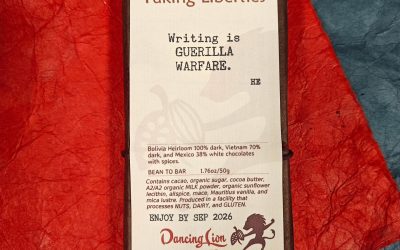 Taking Liberties
Writing is
GUERILLA
WARFARE.
HE
Bolivia Heirloom 100% dark, Vietnam 70%
dark, and Mexico 38% white chocolates
with spices.
BEAN TO BAR 1.76oz/50g
Contains cacao, organic sugar, cocoa butter,
A2/A2 organic MILK powder, organic sunflower
lecithin, allspice, mace, Mauritius vanilla, and
mica lustre. Produced in a facility that
processes NUTS, DAIRY, and GLUTEN.
ENJOY BY SEP 2026
Dancing Lion